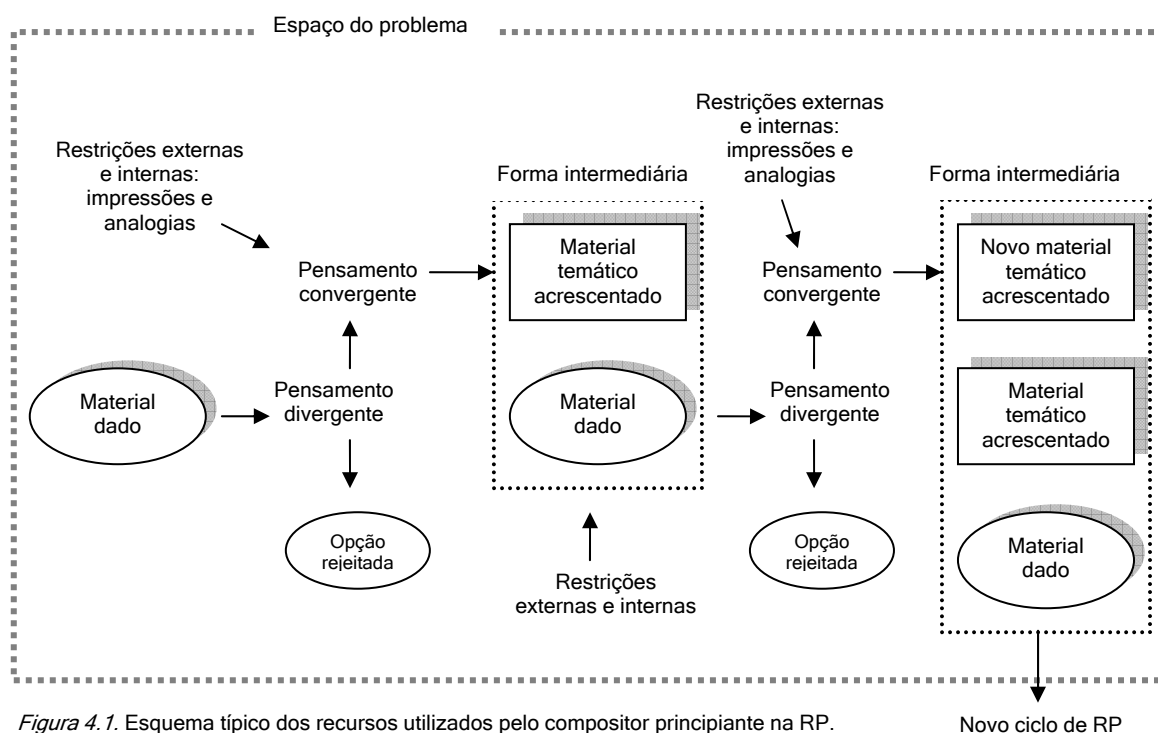 Espaço do problema
Restrições externas
e internas:
impressões e
analogias
Pensamento
convergente
Material
dado
Pensamento
divergente
Opção
rejeitada
Forma intermediária
Material
temático
acrescentado
Material
dado
Restrições
externas e internas
Restrições externas
e internas:
impressões e
analogias
Pensamento
convergente
Pensamento
divergente
Opção
rejeitada
Forma intermediária
Novo material
temático
acrescentado
Material
temático
acrescentado
Material
dado
Novo ciclo de RP
Figura 4.1. Esquema típico dos recursos utilizados pelo compositor principiante na RP.